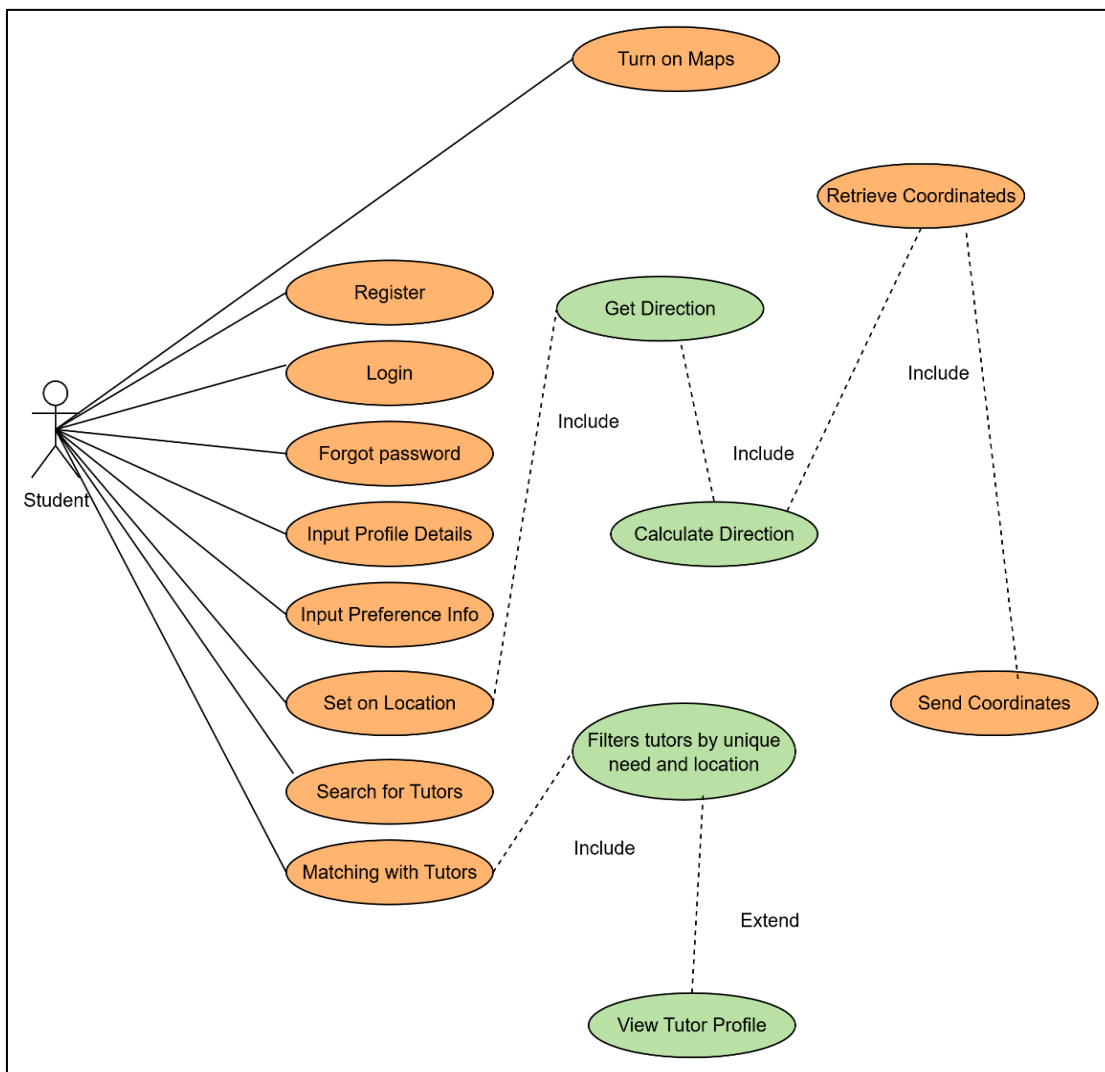 Turn on Maps
Retrieve Coordinateds
Register
Get Direction
Login
Include
Include
Forgot password
Include
Student
Input Profile Details
Calculate Direction
Input Preference Info
Set on Location
Send Coordinates
Filters tutors by unique
need and location
Search for Tutors
Include
Matching with Tutors
Extend
View Tutor Profile